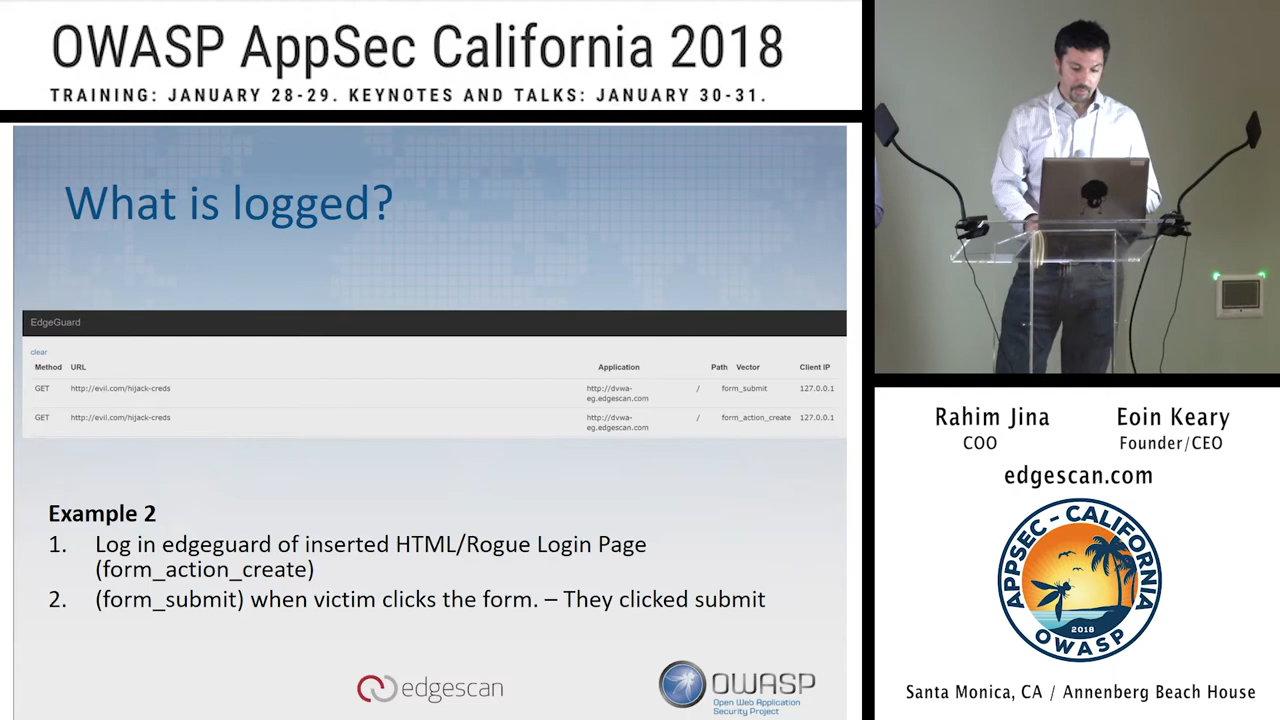 OWASP AppSec California 2018
TRAINING: JANUARY 28-29. KEYNOTES AND TALKS: JANUARY 30-31.
What is logged?
EdgeGuard
clear
Method URL Application Path Vector Client IP
GET http://evil.com/hijack-creds http://dvwa- / form_submit 127.0.0.1
eg.edgescan.com
GET http://evil.com/hijack-creds http://dvwa- / form_action_create 127.0.0.1
eg.edgescan.com
Example 2
1. Log in edgeguard of inserted HTML/Rogue Login Page
(form_action_create)
2. (form_submit) when victim clicks the form. – They clicked submit
edgescan
OWASP
Open Web Application
Security Project
Rahim Jina Eoin Keary
COO Founder/CEO
edgescan.com
APPSEC - CALIFORNIA
2018
OWASP
Santa Monica, CA / Annenberg Beach House